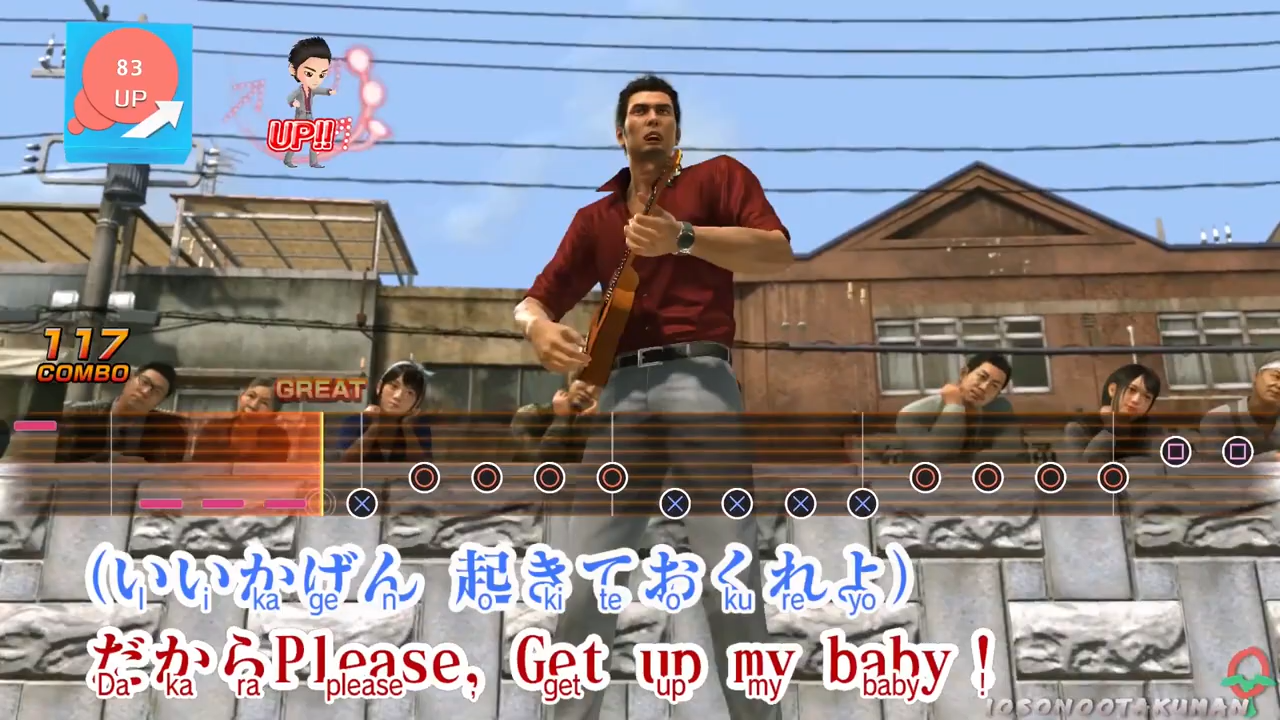 83
UP
UP!!
117
COMBO
GREAT
(いいかげん 起きておくれよ)
I i ka ge n o ki te o ku re yo
だからPlease, Get up my baby！
Da ka ra please get up my baby
IOSONOOTAKUMAN